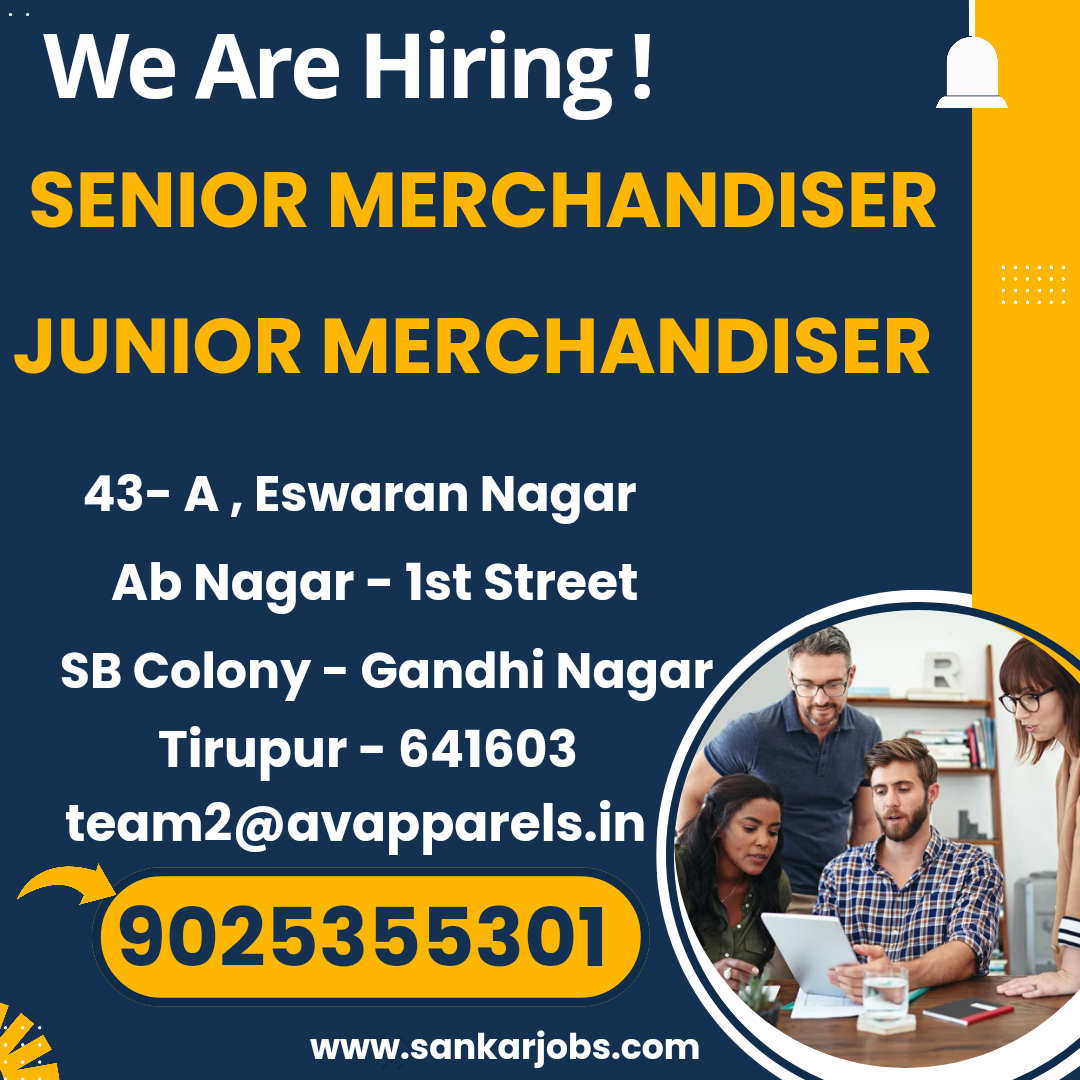 We Are Hiring !
SENIOR MERCHANDISER
JUNIOR MERCHANDISER
43- A , Eswaran Nagar
Ab Nagar - 1st Street
SB Colony - Gandhi Nagar
Tirupur - 641603
team2@avapparels.in
9025355301
www.sankarjobs.com
R